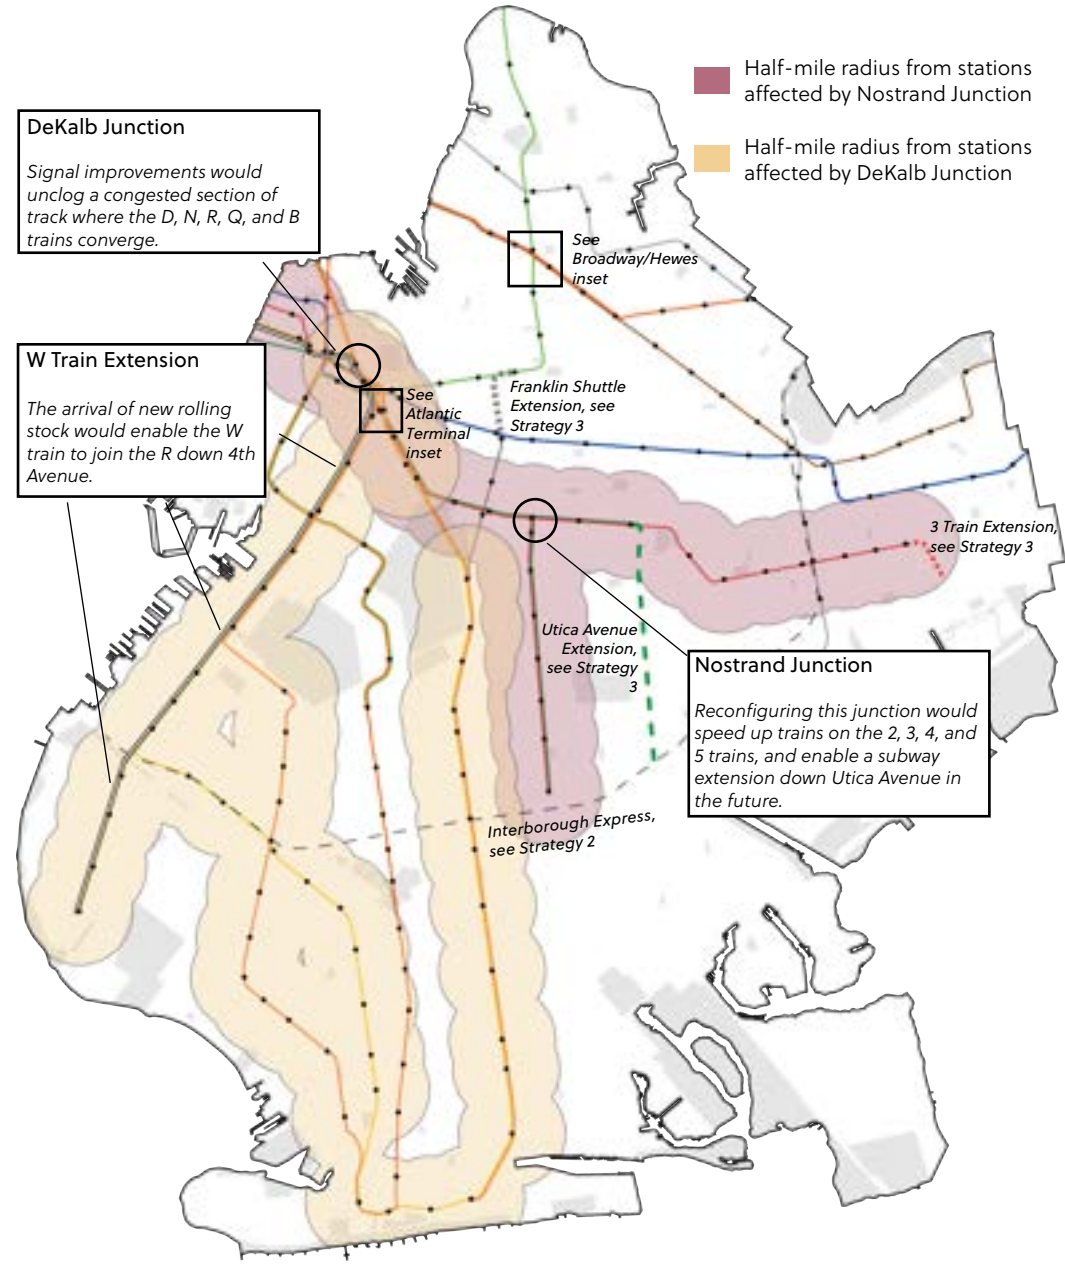 Half-mile radius from stations
affected by Nostrand Junction
Half-mile radius from stations
affected by DeKalb Junction
DeKalb Junction
Signal improvements would
unclog a congested section of
track where the D, N, R, Q, and B
trains converge.
See
Broadway/Hewes
inset
W Train Extension
The arrival of new rolling
stock would enable the W
train to join the R down 4th
Avenue.
See
Atlantic
Terminal
inset
Franklin Shuttle
Extension, see
Strategy 3
3 Train Extension,
see Strategy 3
Utica Avenue
Extension,
see Strategy
3
Nostrand Junction
Reconfiguring this junction would
speed up trains on the 2, 3, 4, and
5 trains, and enable a subway
extension down Utica Avenue in
the future.
Interborough Express,
see Strategy 2